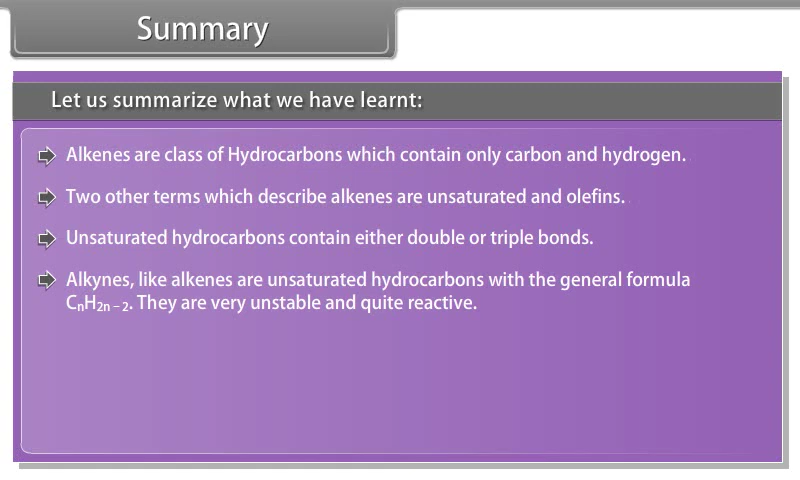 Summary
Let us summarize what we have learnt:
Alkenes are class of Hydrocarbons which contain only carbon and hydrogen.
Two other terms which describe alkenes are unsaturated and olefins.
Unsaturated hydrocarbons contain either double or triple bonds.
Alkynes, like alkenes are unsaturated hydrocarbons with the general formula
CnH2n – 2. They are very unstable and quite reactive.